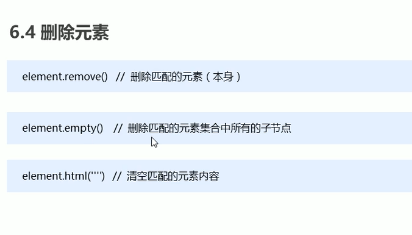 6.4 删除元素
element.remove() // 删除匹配的元素（本身）
element.empty() // 删除匹配的元素集合中所有的子节点
element.html("") // 清空匹配的元素内容